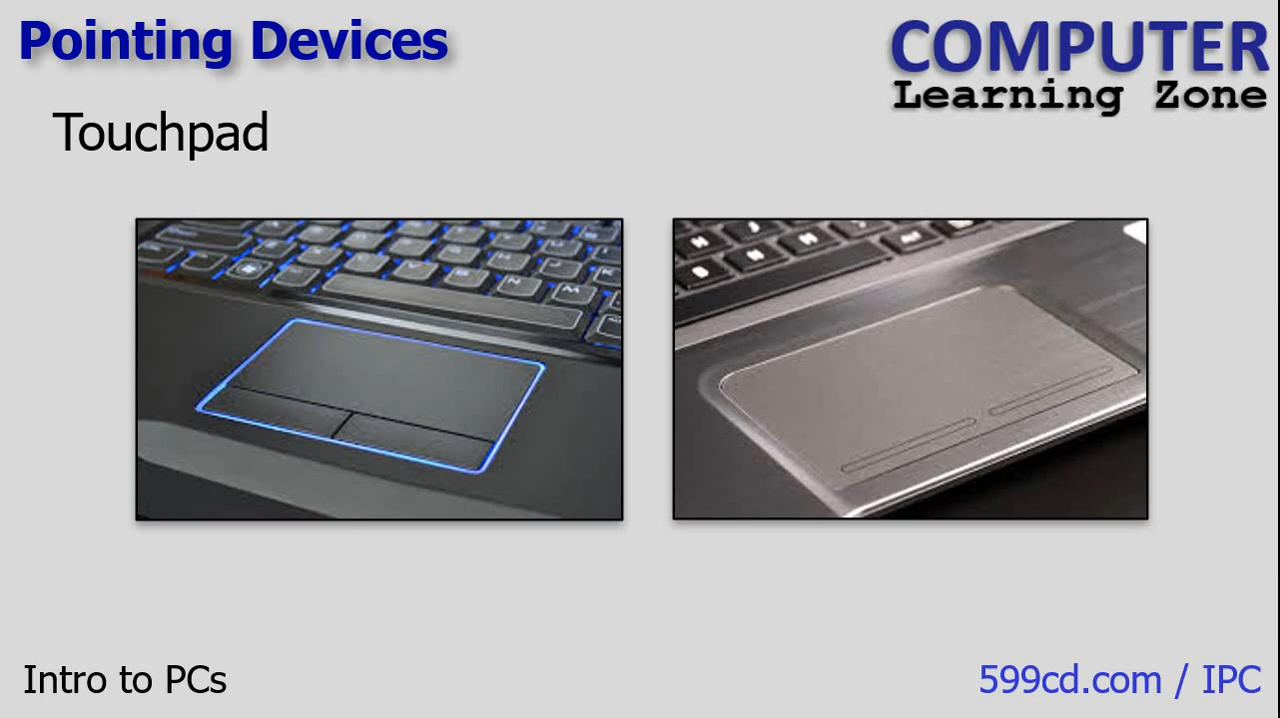 Pointing Devices
COMPUTER
Learning Zone
Touchpad
Intro to PCs
599cd.com / IPC